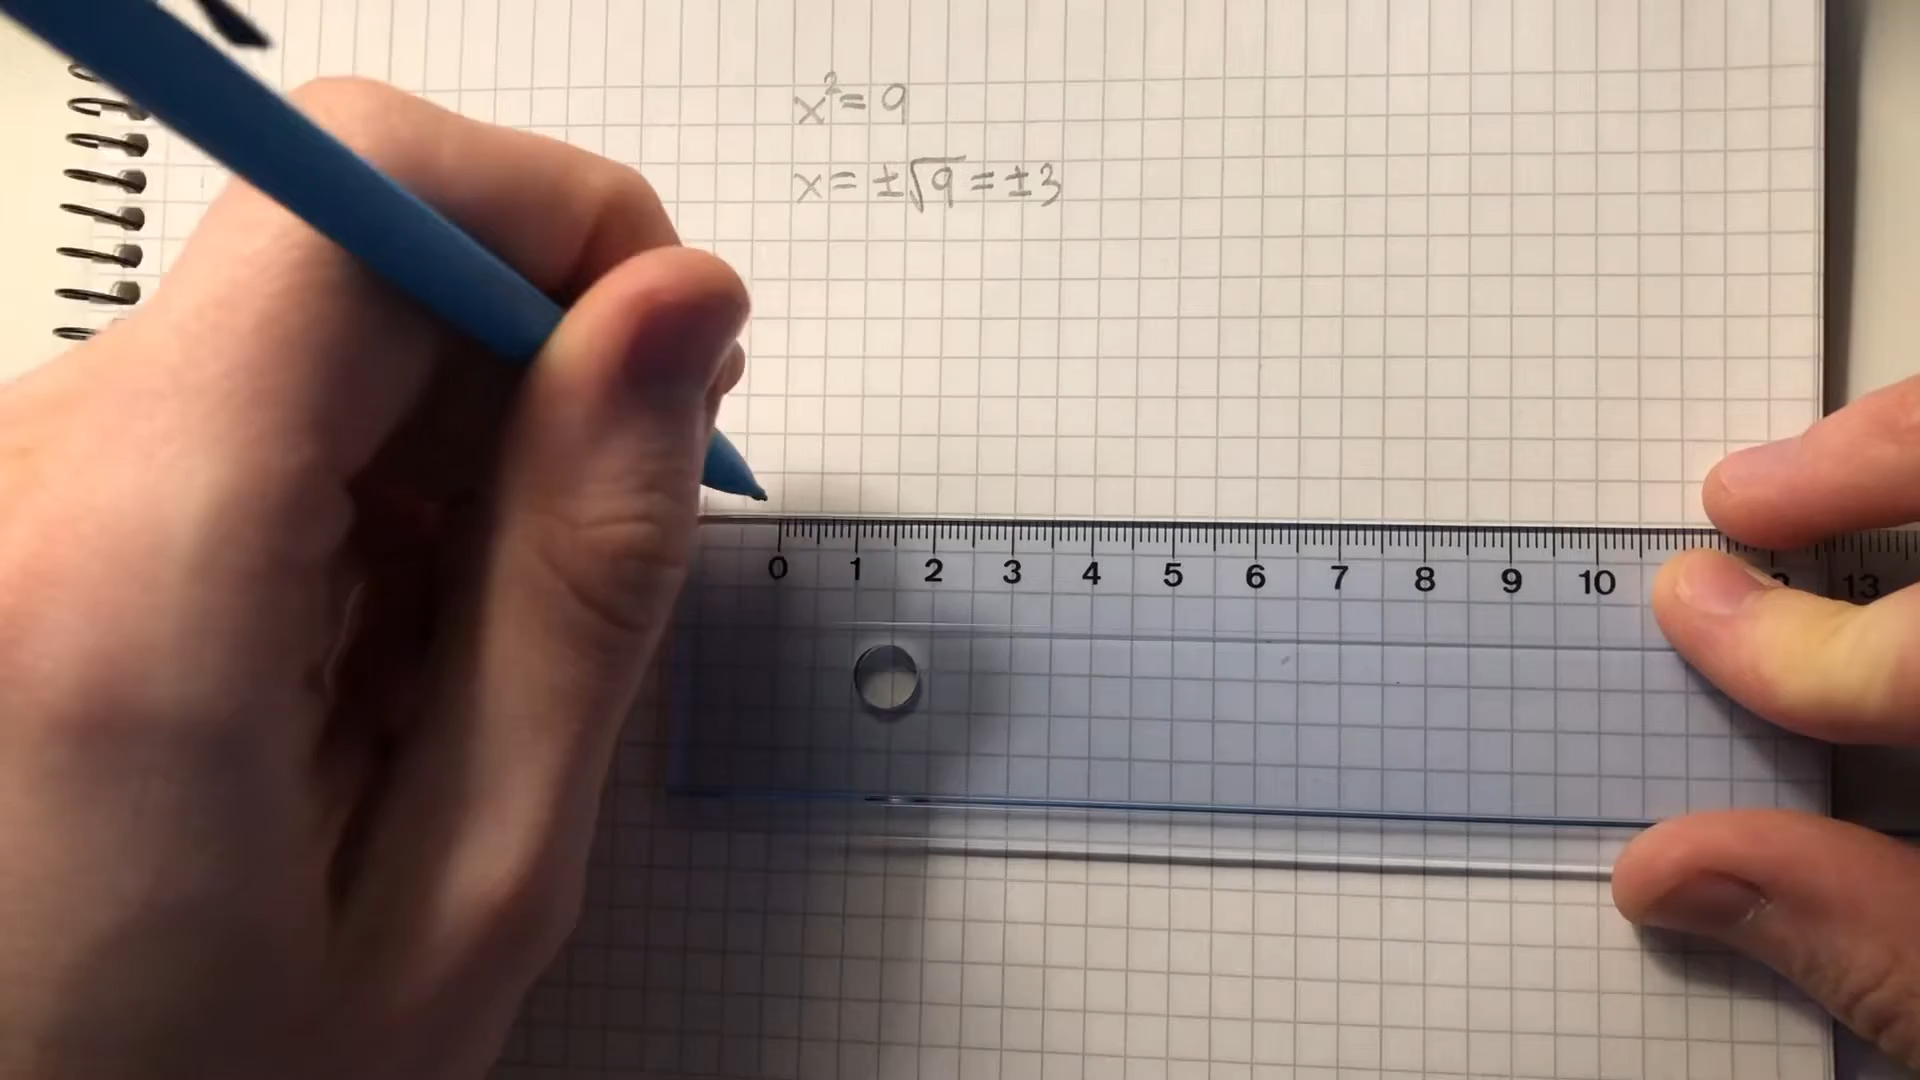 x² = 9
x = ±√9 = ±3
0 1 2 3 4 5 6 7 8 9 10 13